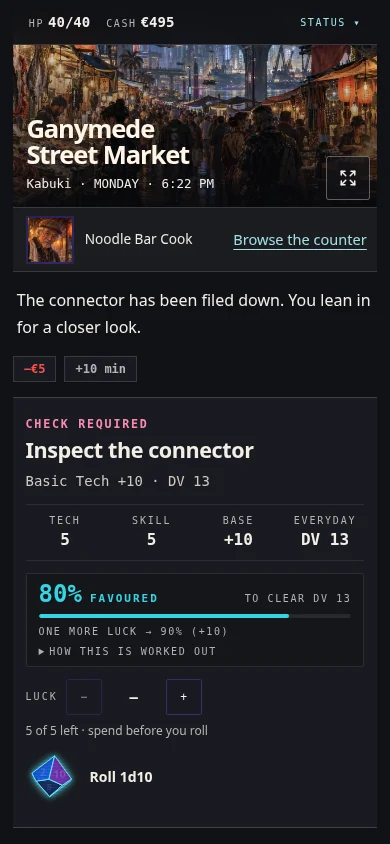 HP 40/40 CASH €495 STATUS ▾
Ganymede
Street Market
Kabuki · MONDAY · 6:22 PM
Noodle Bar Cook Browse the counter
The connector has been filed down. You lean in
for a closer look.
−€5 +10 min
CHECK REQUIRED
Inspect the connector
Basic Tech +10 · DV 13
TECH SKILL BASE EVERYDAY
5 5 +10 DV 13
80% FAVOURED TO CLEAR DV 13
ONE MORE LUCK → 90% (+10)
▶ HOW THIS IS WORKED OUT
LUCK − — +
5 of 5 left · spend before you roll
Roll 1d10